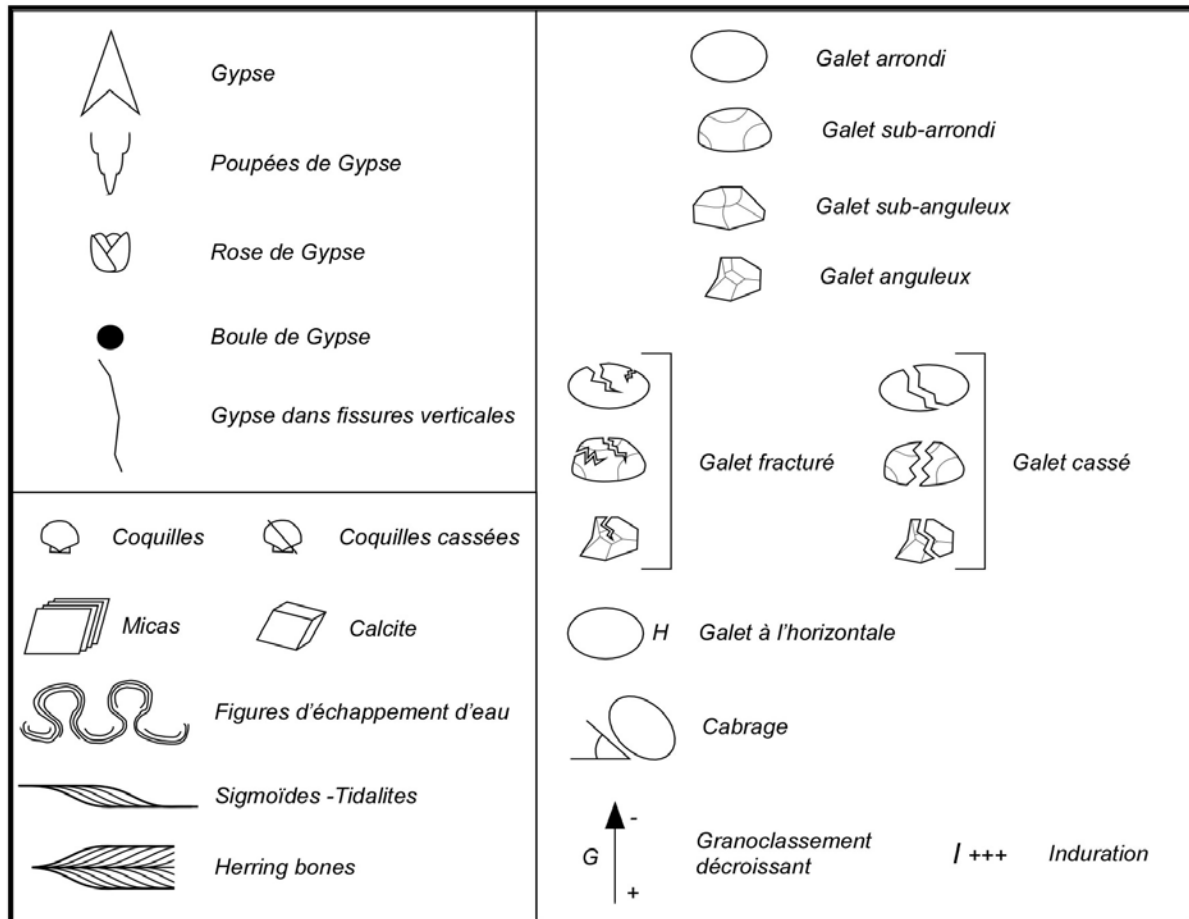 Gypse
Poupées de Gypse
Rose de Gypse
Boule de Gypse
Gypse dans fissures verticales
Coquilles
Coquilles cassées
Micas
Calcite
Figures d'échappement d'eau
Sigmoïdes -Tidalites
Herring bones
Galet arrondi
Galet sub-arrondi
Galet sub-anguleux
Galet anguleux
Galet fracturé
Galet cassé
H
Galet à l'horizontale
Cabrage
-
G
+
Granoclassement
décroissant
I +++
Induration